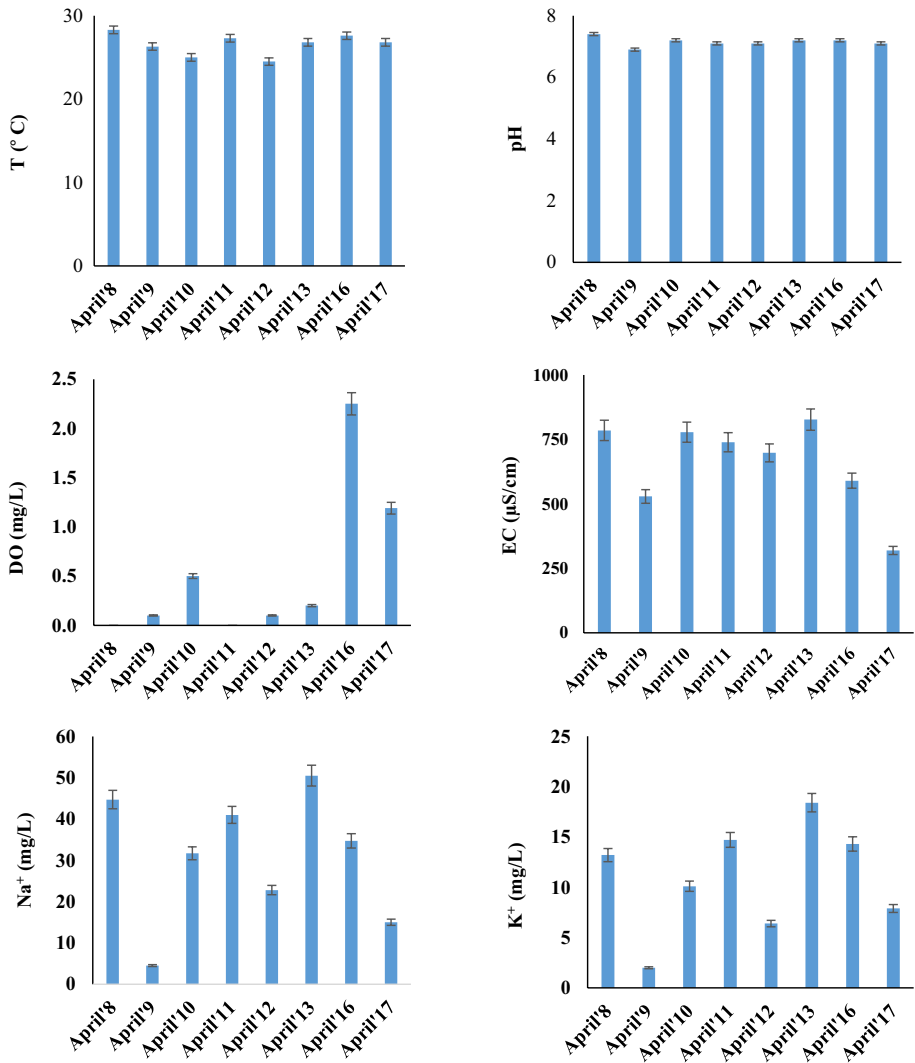 30
20
10
0
T (° C)
April'8
April'9
April'10
April'11
April'12
April'13
April'16
April'17
8
6
4
2
0
pH
April'8
April'9
April'10
April'11
April'12
April'13
April'16
April'17
2.5
2.0
1.5
1.0
0.5
0.0
DO (mg/L)
April'8
April'9
April'10
April'11
April'12
April'13
April'16
April'17
1000
750
500
250
0
EC (µS/cm)
April'8
April'9
April'10
April'11
April'12
April'13
April'16
April'17
60
50
40
30
20
10
0
Na⁺ (mg/L)
April'8
April'9
April'10
April'11
April'12
April'13
April'16
April'17
25
20
15
10
5
0
K⁺ (mg/L)
April'8
April'9
April'10
April'11
April'12
April'13
April'16
April'17